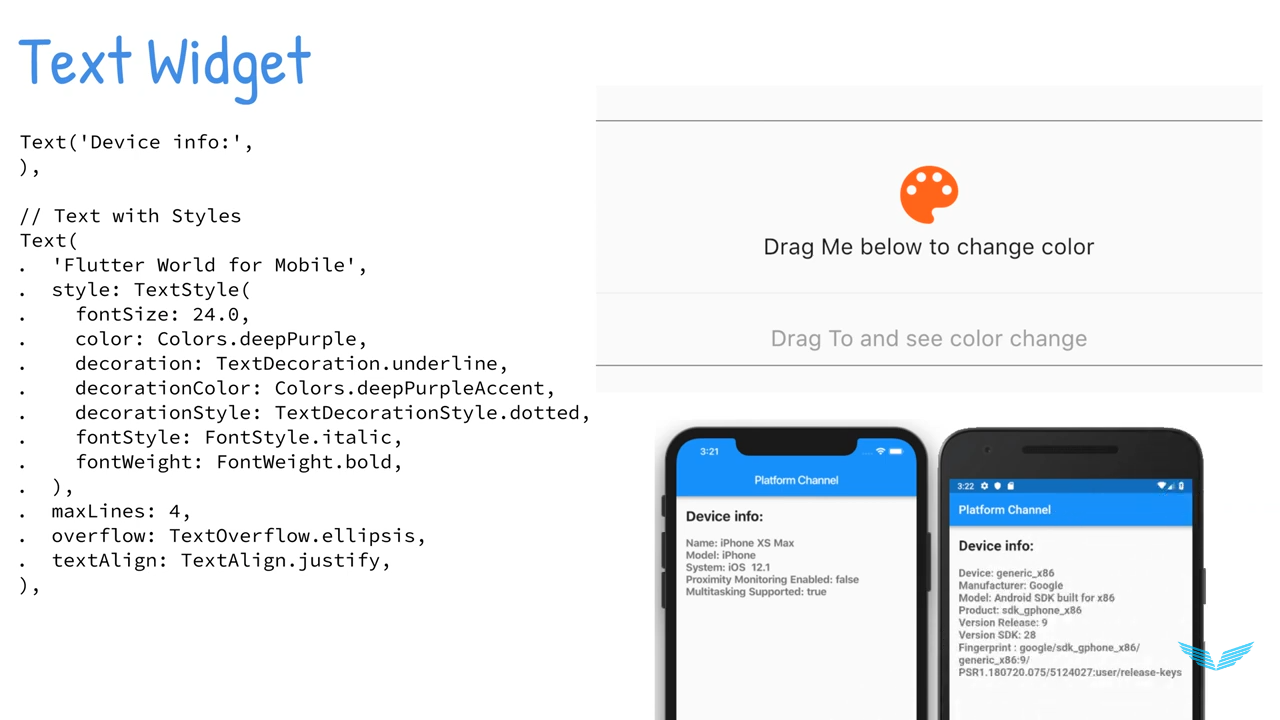 Text Widget
Text('Device info:',
),
// Text with Styles
Text(
. 'Flutter World for Mobile',
. style: TextStyle(
. fontSize: 24.0,
. color: Colors.deepPurple,
. decoration: TextDecoration.underline,
. decorationColor: Colors.deepPurpleAccent,
. decorationStyle: TextDecorationStyle.dotted,
. fontStyle: FontStyle.italic,
. fontWeight: FontWeight.bold,
. ),
. maxLines: 4,
. overflow: TextOverflow.ellipsis,
. textAlign: TextAlign.justify,
),
Drag Me below to change color
Drag To and see color change
3:21
Platform Channel
Device info:
Name: iPhone XS Max
Model: iPhone
System: iOS 12.1
Proximity Monitoring Enabled: false
Multitasking Supported: true
3:22
Platform Channel
Device info:
Device: generic_x86
Manufacturer: Google
Model: Android SDK built for x86
Product: sdk_gphone_x86
Version Release: 9
Version SDK: 28
Fingerprint : google/sdk_gphone_x86/
generic_x86:9/
PSR1.180720.075/5124027:user/release-keys